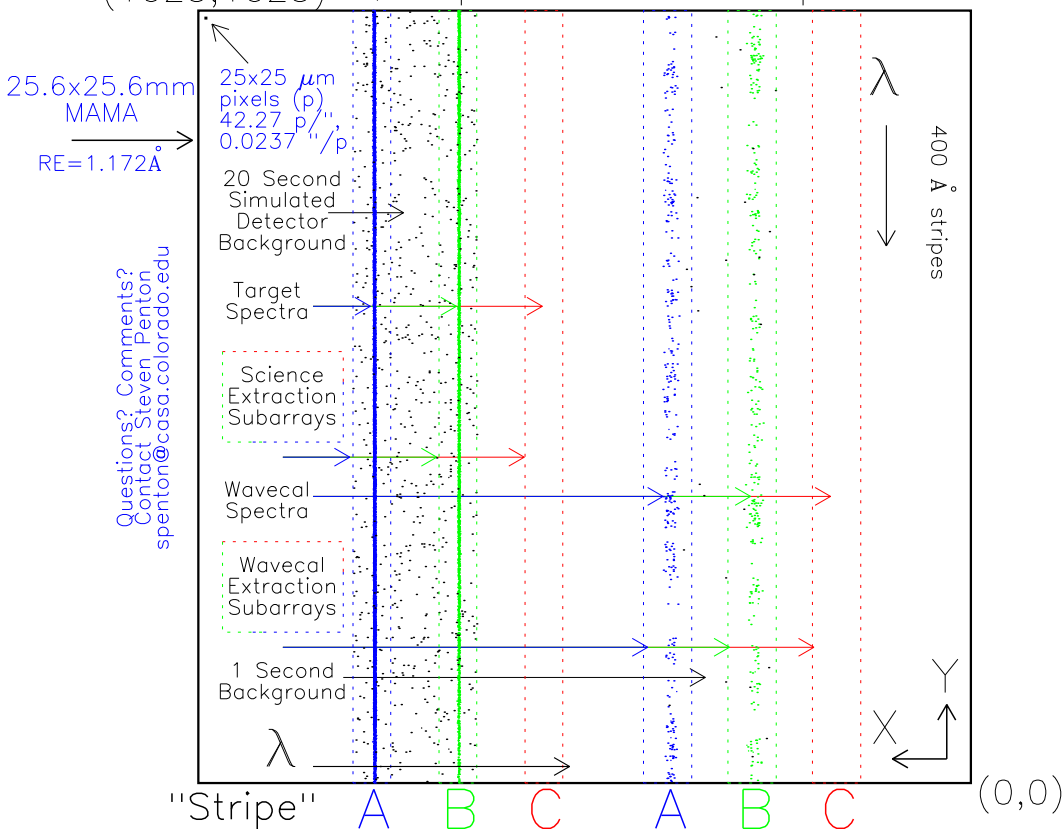 25.6x25.6mm
MAMA
RE=1.172Å
25x25 μm
pixels (p)
42.27 p/",
0.0237 "/p
20 Second
Simulated
Detector
Background
Target
Spectra
Science
Extraction
Subarrays
Wavecal
Spectra
Wavecal
Extraction
Subarrays
1 Second
Background
λ
λ
400 Å stripes
Questions? Comments?
Contact Steven Penton
spenton@casa.colorado.edu
Y
X
(0,0)
"Stripe" A B C A B C